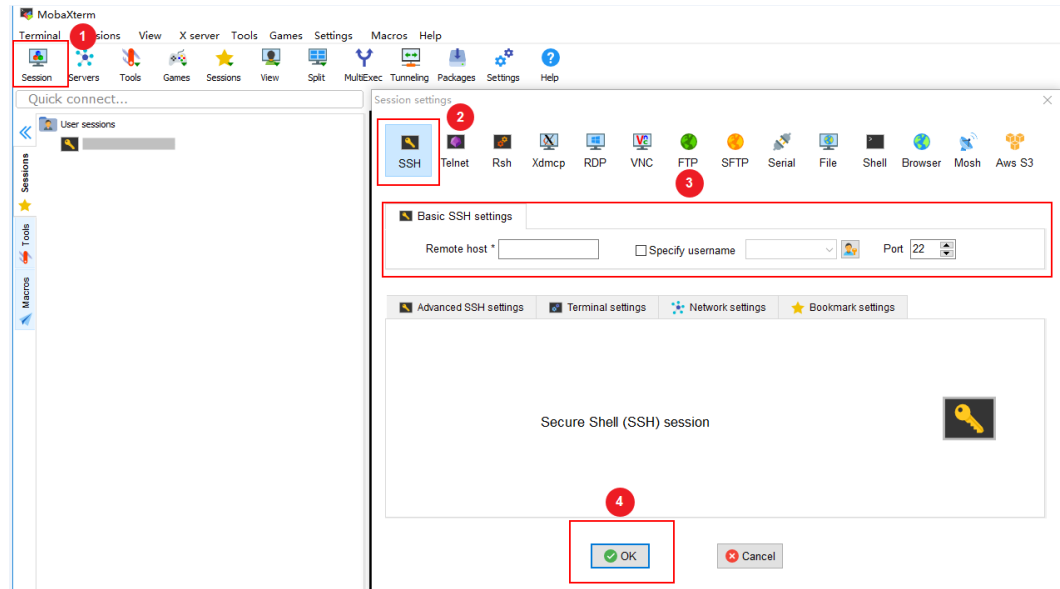 MobaXterm
Terminal 1 sions View X server Tools Games Settings Macros Help
Session Servers Tools Games Sessions View Split MultiExec Tunneling Packages Settings Help
Quick connect...
Session settings
2
User sessions
SSH Telnet Rsh Xdmcp RDP VNC FTP SFTP Serial File Shell Browser Mosh Aws S3
3
Sessions
Tools
Macros
Basic SSH settings
Remote host * Specify username Port 22
Advanced SSH settings Terminal settings Network settings Bookmark settings
Secure Shell (SSH) session
4
OK Cancel